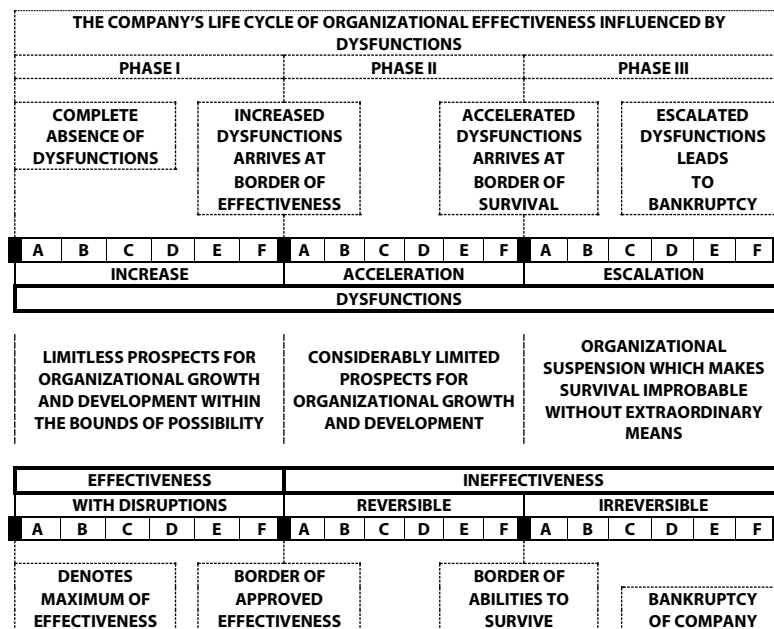 THE COMPANY'S LIFE CYCLE OF ORGANIZATIONAL EFFECTIVENESS INFLUENCED BY
DYSFUNCTIONS
PHASE I PHASE II PHASE III
COMPLETE
ABSENCE OF
DYSFUNCTIONS
INCREASED
DYSFUNCTIONS
ARRIVES AT
BORDER OF
EFFECTIVENESS
ACCELERATED
DYSFUNCTIONS
ARRIVES AT
BORDER OF
SURVIVAL
ESCALATED
DYSFUNCTIONS
LEADS
TO
BANKRUPTCY
A B C D E F A B C D E F A B C D E F
INCREASE ACCELERATION ESCALATION
DYSFUNCTIONS
LIMITLESS PROSPECTS FOR
ORGANIZATIONAL GROWTH
AND DEVELOPMENT WITHIN
THE BOUNDS OF POSSIBILITY
CONSIDERABLY LIMITED
PROSPECTS FOR
ORGANIZATIONAL GROWTH
AND DEVELOPMENT
ORGANIZATIONAL
SUSPENSION WHICH MAKES
SURVIVAL IMPROBABLE
WITHOUT EXTRAORDINARY
MEANS
EFFECTIVENESS INEFFECTIVENESS
WITH DISRUPTIONS REVERSIBLE IRREVERSIBLE
A B C D E F A B C D E F A B C D E F
DENOTES
MAXIMUM OF
EFFECTIVENESS
BORDER OF
APPROVED
EFFECTIVENESS
BORDER OF
ABILITIES TO
SURVIVE
BANKRUPTCY
OF COMPANY